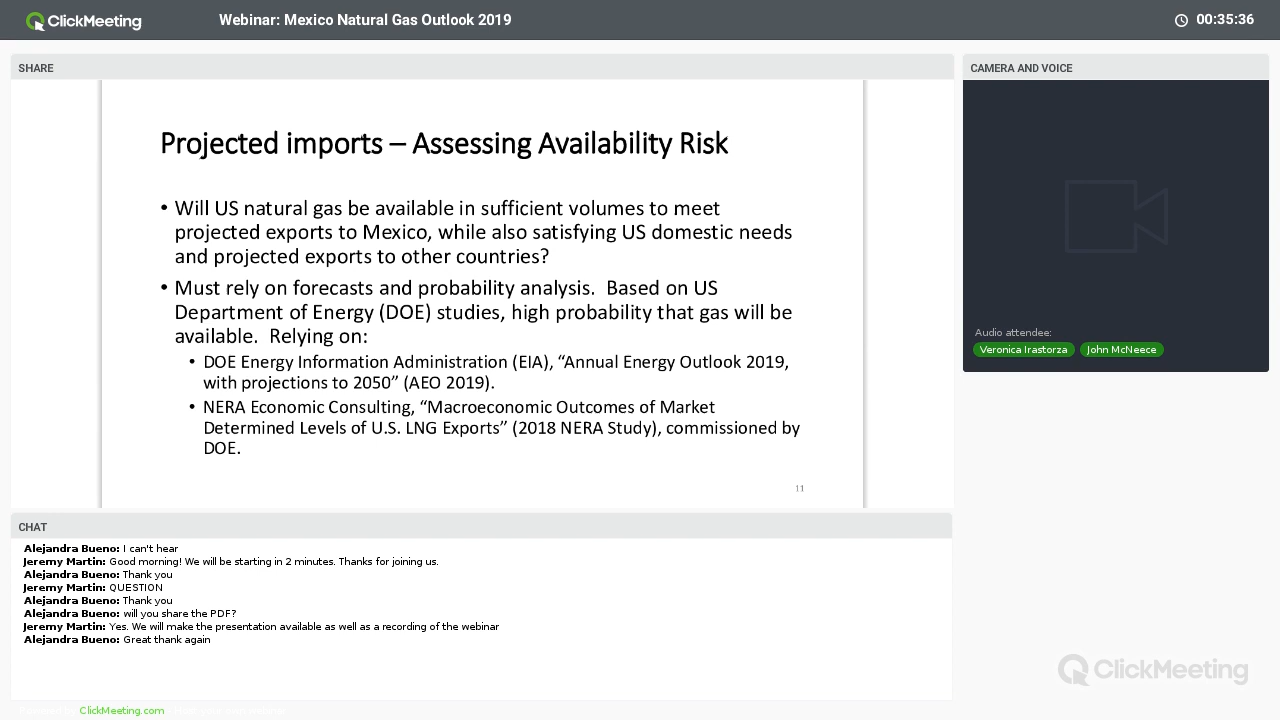 ClickMeeting
Webinar: Mexico Natural Gas Outlook 2019
00:35:36
SHARE
CAMERA AND VOICE
Projected imports – Assessing Availability Risk
• Will US natural gas be available in sufficient volumes to meet
projected exports to Mexico, while also satisfying US domestic needs
and projected exports to other countries?
• Must rely on forecasts and probability analysis.  Based on US
Department of Energy (DOE) studies, high probability that gas will be
available.  Relying on:
• DOE Energy Information Administration (EIA), “Annual Energy Outlook 2019,
with projections to 2050” (AEO 2019).
• NERA Economic Consulting, “Macroeconomic Outcomes of Market
Determined Levels of U.S. LNG Exports” (2018 NERA Study), commissioned by
DOE.
11
Audio attendee:
Veronica Irastorza
John McNeece
CHAT
Alejandra Bueno: I can't hear
Jeremy Martin: Good morning! We will be starting in 2 minutes. Thanks for joining us.
Alejandra Bueno: Thank you
Jeremy Martin: QUESTION
Alejandra Bueno: Thank you
Alejandra Bueno: will you share the PDF?
Jeremy Martin: Yes. We will make the presentation available as well as a recording of the webinar
Alejandra Bueno: Great thank again
ClickMeeting
ClickMeeting.com